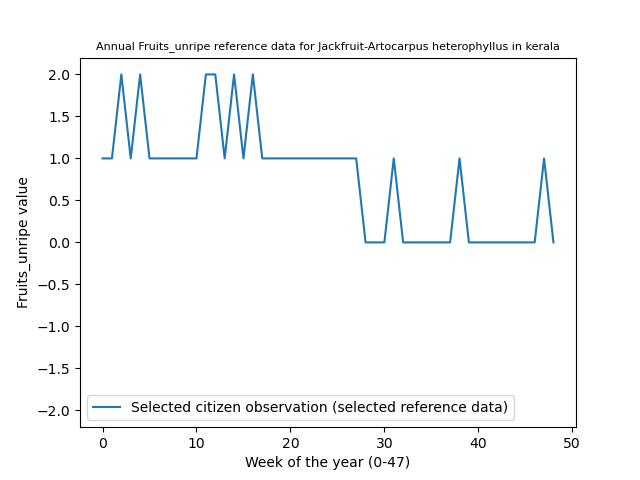 Annual Fruits_unripe reference data for Jackfruit-Artocarpus heterophyllus in kerala
2.0
1.5
1.0
0.5
0.0
−0.5
−1.0
−1.5
−2.0
Fruits_unripe value
Selected citizen observation (selected reference data)
0 10 20 30 40 50
Week of the year (0-47)